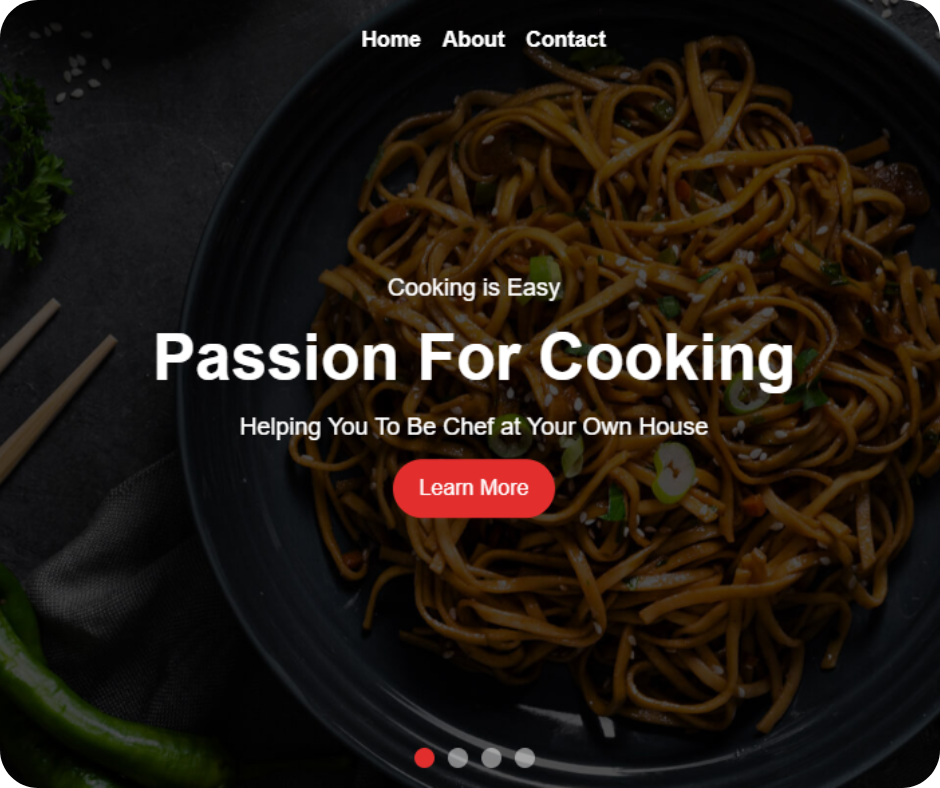 Home About Contact
Cooking is Easy
Passion For Cooking
Helping You To Be Chef at Your Own House
Learn More